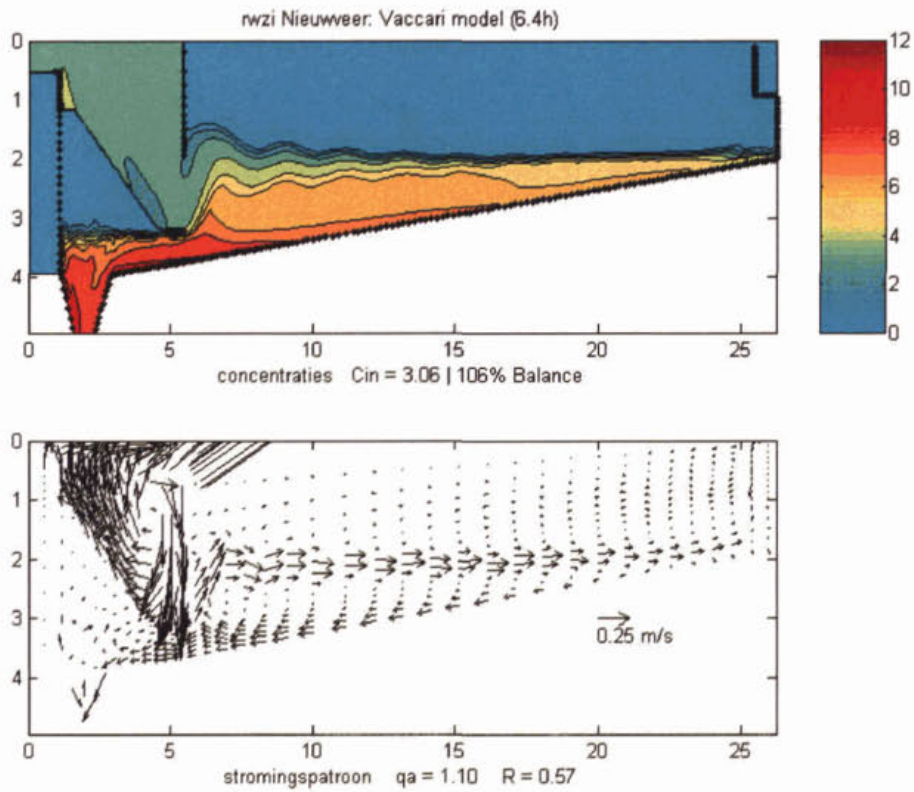 rwzi Nieuwveer: Vaccari model (6.4h)
0
1
2
3
4
0 5 10 15 20 25
12
10
8
6
4
2
0
concentraties Cin = 3.06 | 106% Balance
0
1
2
3
4
0.25 m/s
0 5 10 15 20 25
stromingspatroon qa = 1.10 R = 0.57